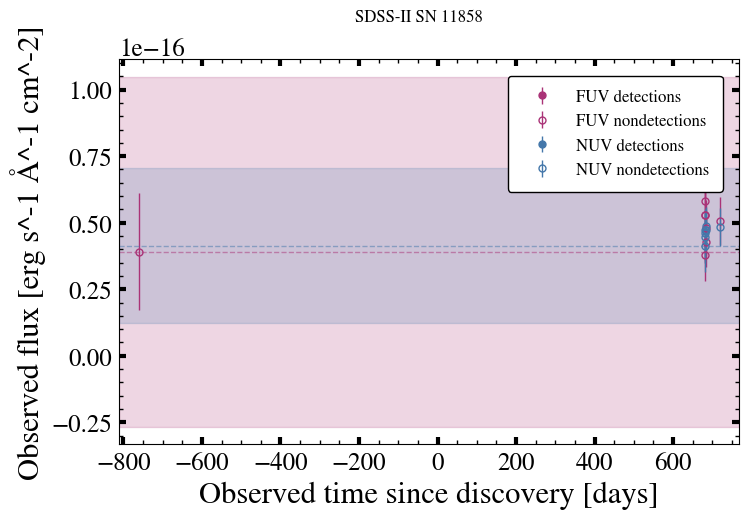 SDSS-II SN 11858
1e−16
1.00
0.75
0.50
0.25
0.00
−0.25
Observed flux [erg s^-1 Å^-1 cm^-2]
FUV detections
FUV nondetections
NUV detections
NUV nondetections
−800 −600 −400 −200 0 200 400 600
Observed time since discovery [days]